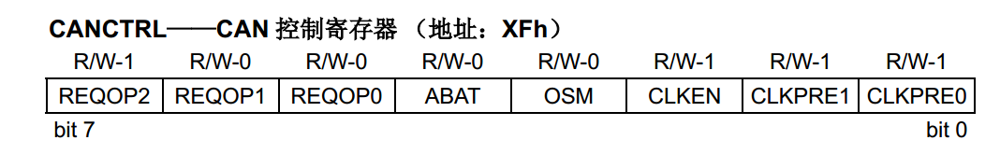 CANCTRL——CAN 控制寄存器 （地址：XFh）
R/W-1 R/W-0 R/W-0 R/W-0 R/W-0 R/W-1 R/W-1 R/W-1
REQOP2 REQOP1 REQOP0 ABAT OSM CLKEN CLKPRE1 CLKPRE0
bit 7 bit 0